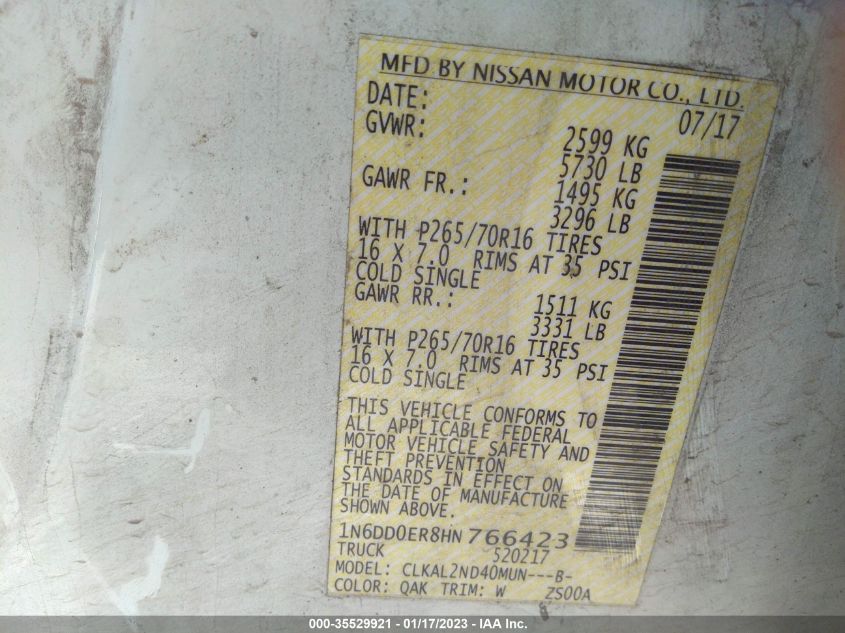 MFD BY NISSAN MOTOR CO., LTD.
DATE: 07/17
GVWR: 2599 KG
5730 LB
GAWR FR.: 1495 KG
3296 LB
WITH P265/70R16 TIRES
16 X 7.0 RIMS AT 35 PSI
COLD SINGLE
GAWR RR.: 1511 KG
3331 LB
WITH P265/70R16 TIRES
16 X 7.0 RIMS AT 35 PSI
COLD SINGLE
THIS VEHICLE CONFORMS TO
ALL APPLICABLE FEDERAL
MOTOR VEHICLE SAFETY AND
THEFT PREVENTION
STANDARDS IN EFFECT ON
THE DATE OF MANUFACTURE
SHOWN ABOVE.
1N6DD0ER8HN766423
TRUCK 520217
MODEL: CLKAL2ND40MUN---B-
COLOR: QAK TRIM: W ZS00A
000-35529921 - 01/17/2023 - IAA Inc.